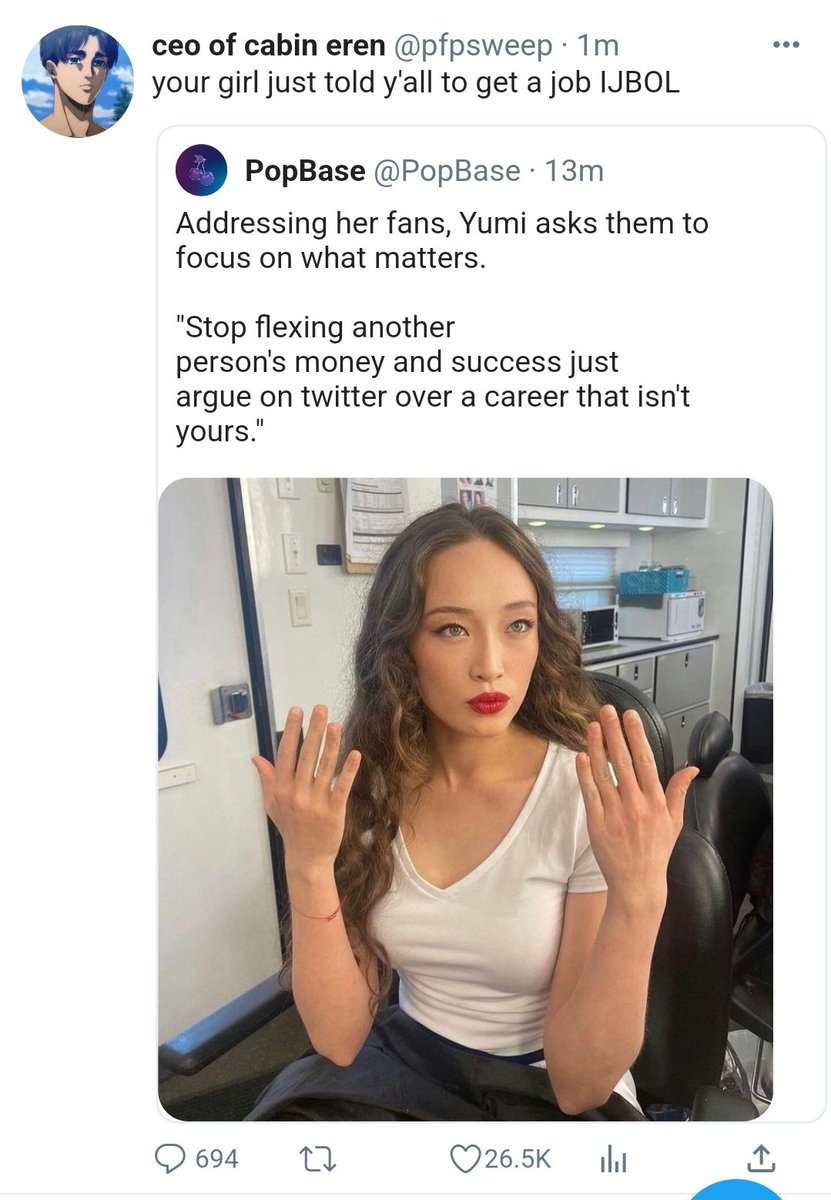 ceo of cabin eren @pfpsweep · 1m
your girl just told y'all to get a job IJBOL
PopBase @PopBase · 13m
Addressing her fans, Yumi asks them to
focus on what matters.
"Stop flexing another
person's money and success just
argue on twitter over a career that isn't
yours."
694
26.5K